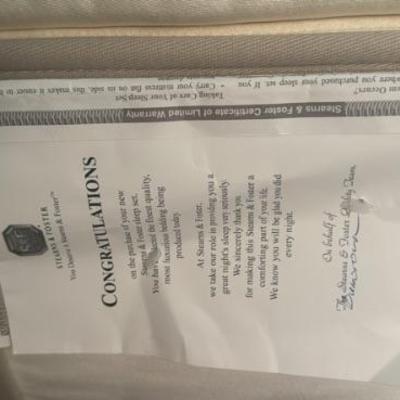 STEARNS & FOSTER
You Deserve a Stearns & Foster™
CONGRATULATIONS
on the purchase of your new
Stearns & Foster sleep set.
You have selected the finest quality,
most luxurious bedding being
produced today.
At Stearns & Foster,
we take our role in providing you a
great night's sleep very seriously.
We sincerely thank you
for making this Stearns & Foster a
comforting part of your life.
We know you will be glad you did
every night.
On behalf of
The Stearns & Foster Quality Team
Stearns & Foster Certificate of Limited Warranty
Taking Care of Your Sleep Set
• Carry your mattress flat on its side, this makes it easier to
where you purchased your sleep set. If